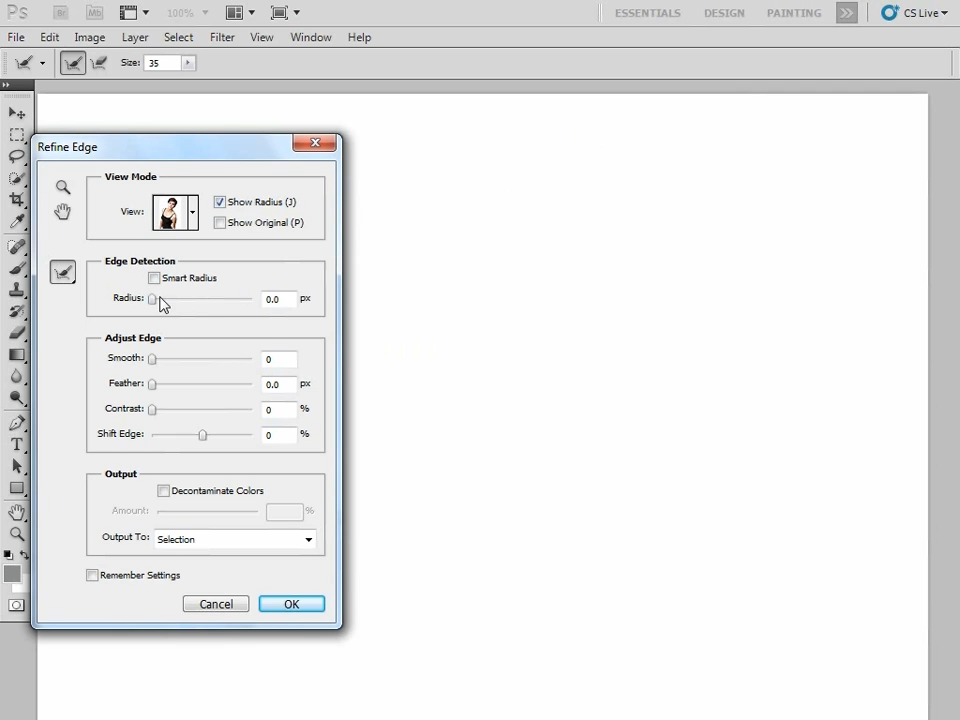 Ps Br Mb 100% ESSENTIALS DESIGN PAINTING CS Live
File Edit Image Layer Select Filter View Window Help
Size: 35
Refine Edge
View Mode
View:
Show Radius (J)
Show Original (P)
Edge Detection
Smart Radius
Radius: 0.0 px
Adjust Edge
Smooth: 0
Feather: 0.0 px
Contrast: 0 %
Shift Edge: 0 %
Output
Decontaminate Colors
Amount: %
Output To: Selection
Remember Settings
Cancel OK
T